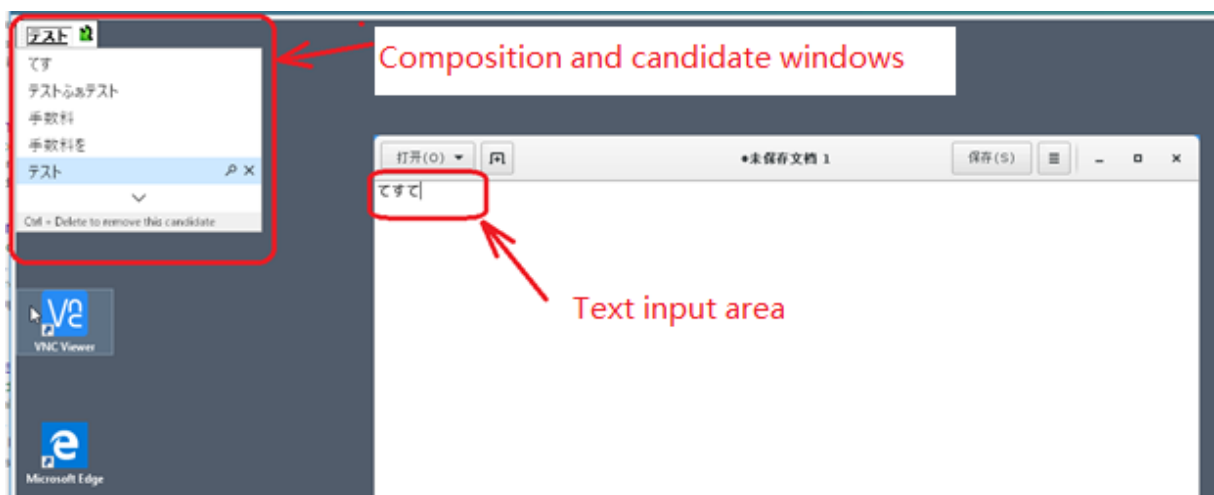 テスト
てす
テストふぁテスト
手数料
手数料を
テスト
Ctrl + Delete to remove this candidate
Composition and candidate windows
打开(O)
•未保存文档 1
保存(S)
てすて
Text input area
VNC Viewer
Microsoft Edge